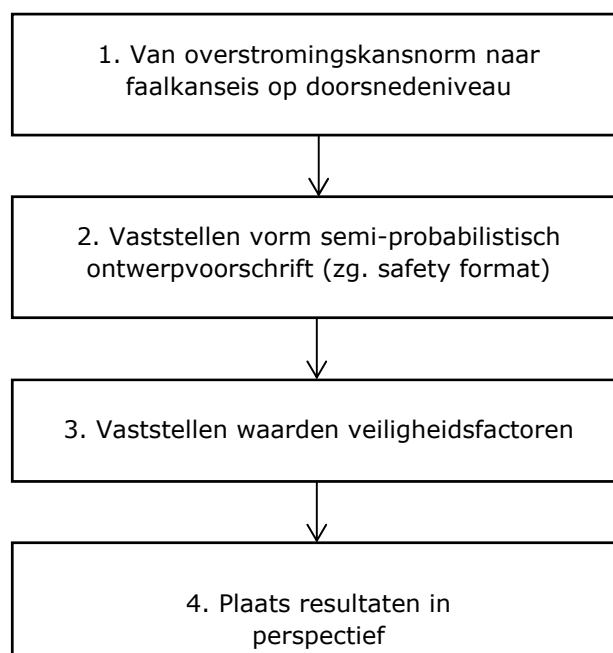 1. Van overstromingskansnorm naar
faalkanseis op doorsnedeniveau
2. Vaststellen vorm semi-probabilistisch
ontwerpvoorschrift (zg. safety format)
3. Vaststellen waarden veiligheidsfactoren
4. Plaats resultaten in
perspectief